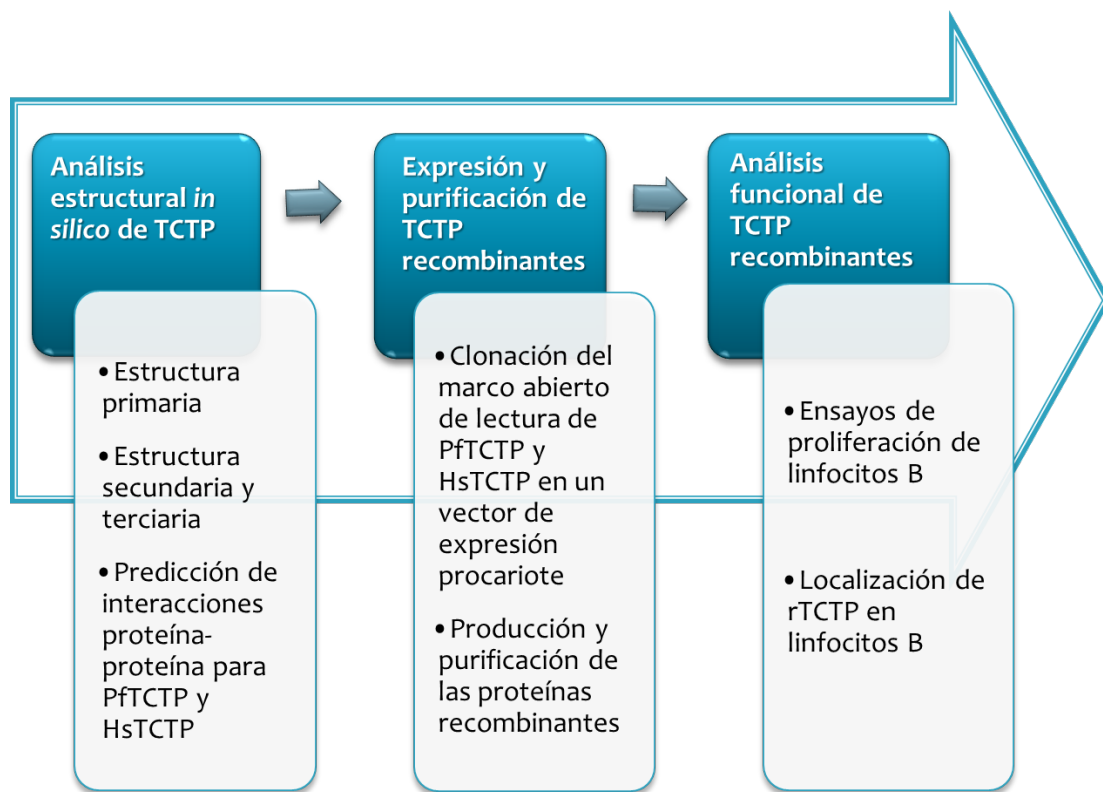 Análisis
estructural in
silico de TCTP
• Estructura
primaria
• Estructura
secundaria y
terciaria
• Predicción de
interacciones
proteína-
proteína para
PfTCTP y
HsTCTP
Expresión y
purificación de
TCTP
recombinantes
• Clonación del
marco abierto
de lectura de
PfTCTP y
HsTCTP en un
vector de
expresión
procariote
• Producción y
purificación de
las proteínas
recombinantes
Análisis
funcional de
TCTP
recombinantes
• Ensayos de
proliferación de
linfocitos B
• Localización de
rTCTP en
linfocitos B